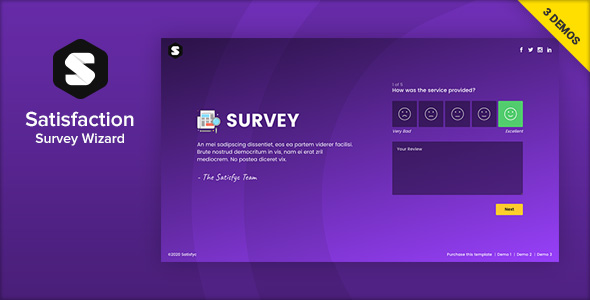 3 DEMOS
S
Satisfaction
Survey Wizard
S
1 of 5
How was the service provided?
Very Bad
Excellent
SURVEY
An mei sadipscing dissentiet, eos ea partem viderer facilisi.
Brute nostrud democritum in vis, nam ei erat zril
mediocrem. No postea diceret vis.
~ The Satisfyc Team
Your Review
Next
©2020 Satisfyc
Purchase this template | Demo 1 | Demo 2 | Demo 3